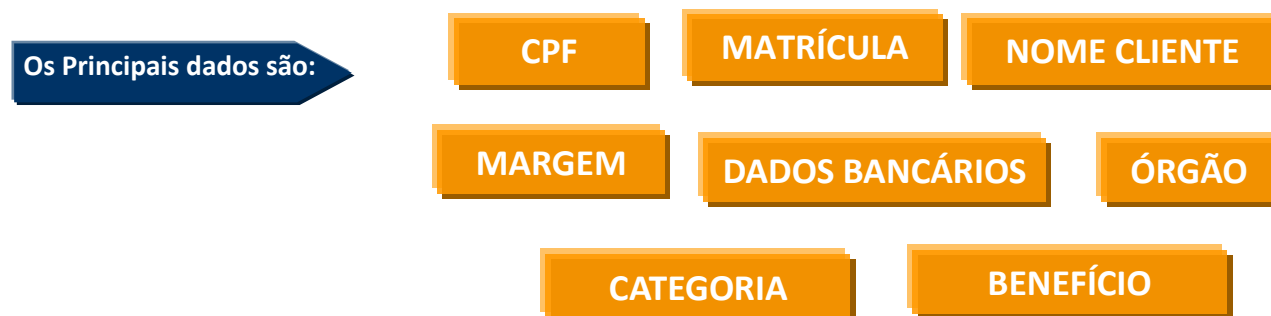 Os Principais dados são:
CPF
MATRÍCULA
NOME CLIENTE
MARGEM
DADOS BANCÁRIOS
ÓRGÃO
CATEGORIA
BENEFÍCIO